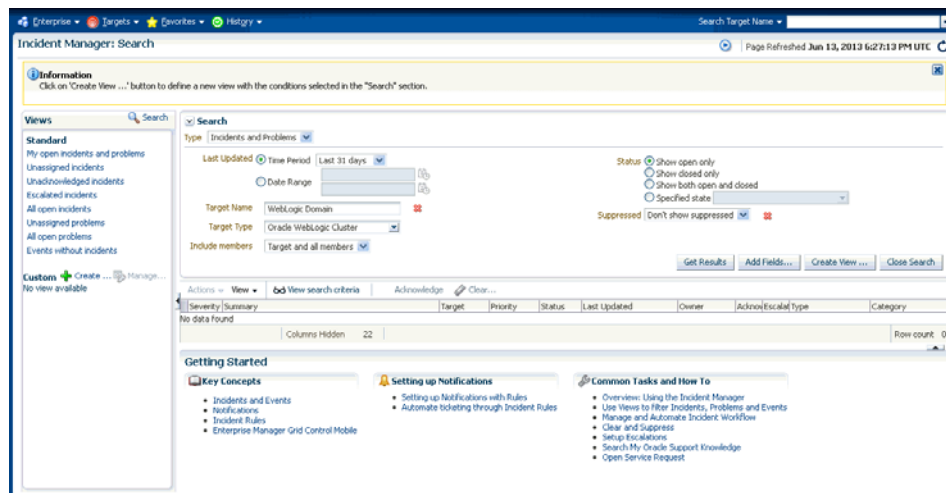 Enterprise Targets Favorites History Search Target Name
Incident Manager: Search Page Refreshed Jun 13, 2013 6:27:13 PM UTC
Information
Click on 'Create View ...' button to define a new view with the conditions selected in the "Search" section.
Views Search
Standard
My open incidents and problems
Unassigned incidents
Unacknowledged incidents
Escalated incidents
All open incidents
Unassigned problems
All open problems
Events without incidents
Custom Create ... Manage...
No view available
Search
Type Incidents and Problems
Last Updated Time Period Last 31 days
Date Range
Target Name WebLogic Domain
Target Type Oracle WebLogic Cluster
Include members Target and all members
Status Show open only
Show closed only
Show both open and closed
Specified state
Suppressed Don't show suppressed
Get Results Add Fields... Create View ... Close Search
Actions View View search criteria Acknowledge Clear...
Severity Summary Target Priority Status Last Updated Owner Acknov Escalat Type Category
No data found
Columns Hidden 22 Row count 0
Getting Started
Key Concepts
Incidents and Events
Notifications
Incident Rules
Enterprise Manager Grid Control Mobile
Setting up Notifications
Setting up Notifications with Rules
Automate ticketing through Incident Rules
Common Tasks and How To
Overview: Using the Incident Manager
Use Views to filter Incidents, Problems and Events
Manage and Automate Incident Workflow
Clear and Suppress
Setup Escalations
Search My Oracle Support Knowledge
Open Service Request